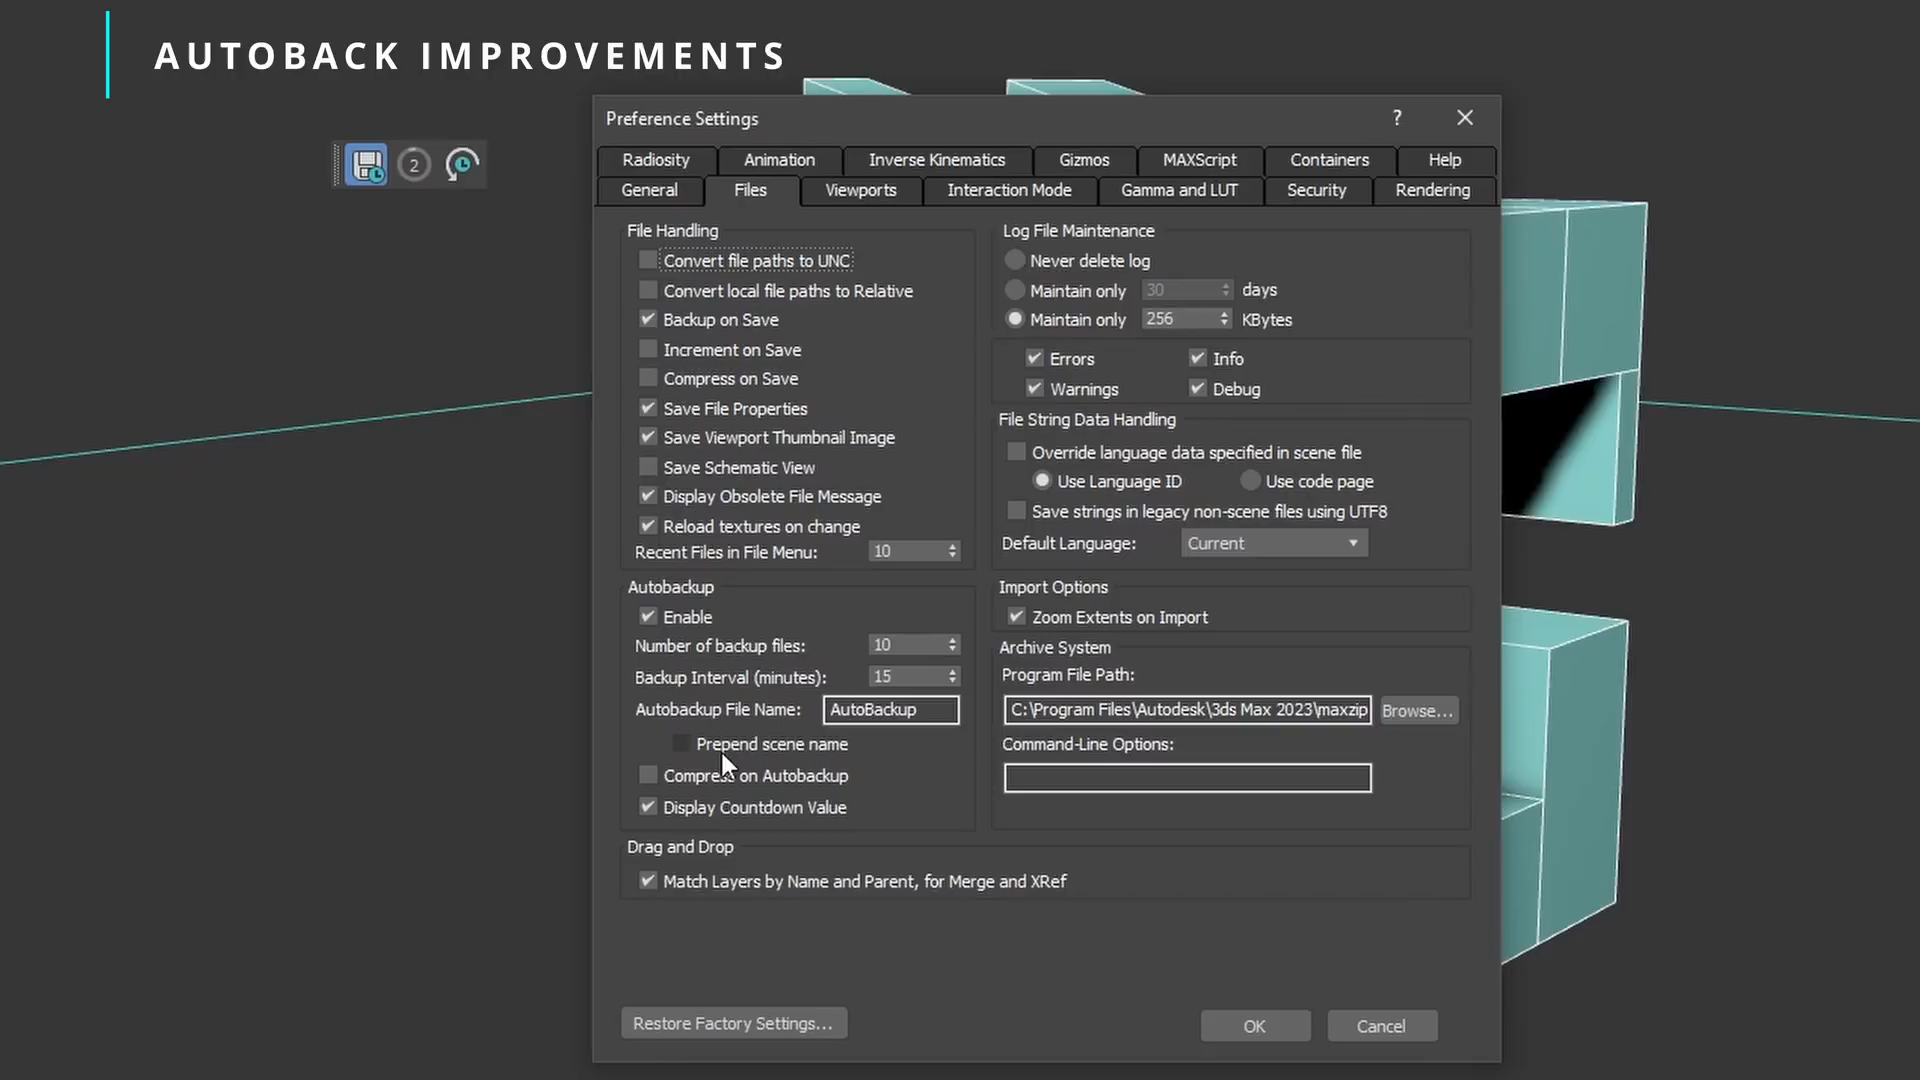 AUTOBACK IMPROVEMENTS
2
Preference Settings
?
Radiosity Animation Inverse Kinematics Gizmos MAXScript Containers Help
General Files Viewports Interaction Mode Gamma and LUT Security Rendering
File Handling
Convert file paths to UNC
Convert local file paths to Relative
Backup on Save
Increment on Save
Compress on Save
Save File Properties
Save Viewport Thumbnail Image
Save Schematic View
Display Obsolete File Message
Reload textures on change
Recent Files in File Menu: 10
Autobackup
Enable
Number of backup files: 10
Backup Interval (minutes): 15
Autobackup File Name: AutoBackup
Prepend scene name
Compress on Autobackup
Display Countdown Value
Log File Maintenance
Never delete log
Maintain only 30 days
Maintain only 256 KBytes
Errors Info
Warnings Debug
File String Data Handling
Override language data specified in scene file
Use Language ID Use code page
Save strings in legacy non-scene files using UTF8
Default Language: Current
Import Options
Zoom Extents on Import
Archive System
Program File Path:
C:\Program Files\Autodesk\3ds Max 2023\maxzip Browse...
Command-Line Options:
Drag and Drop
Match Layers by Name and Parent, for Merge and XRef
Restore Factory Settings... OK Cancel